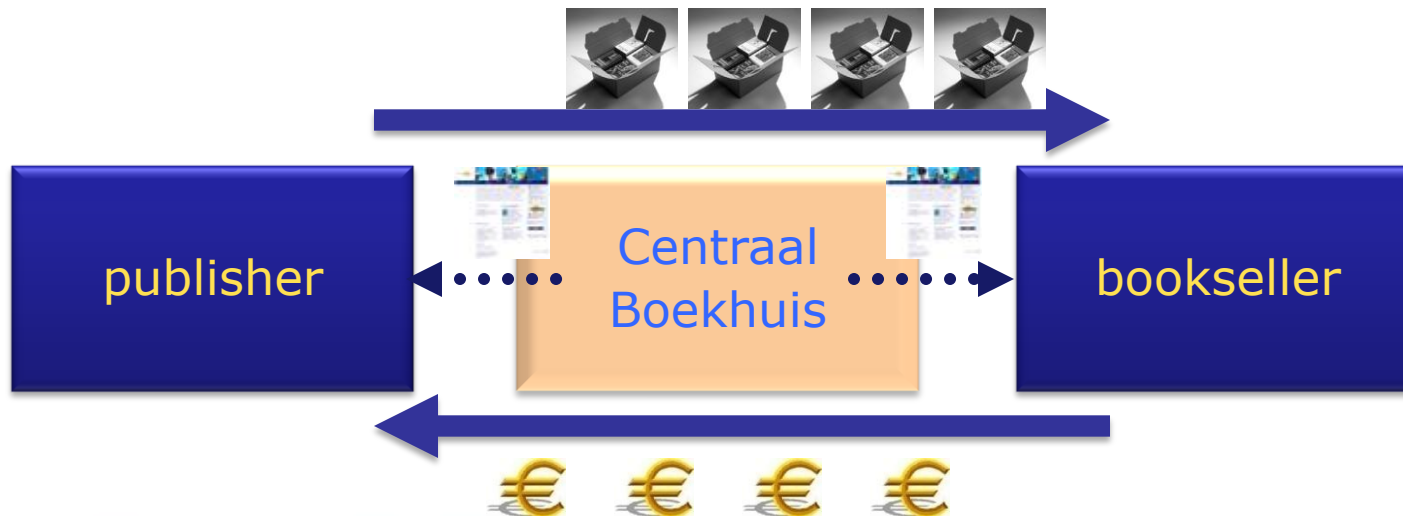 publisher
Centraal
Boekhuis
bookseller
€ € € €